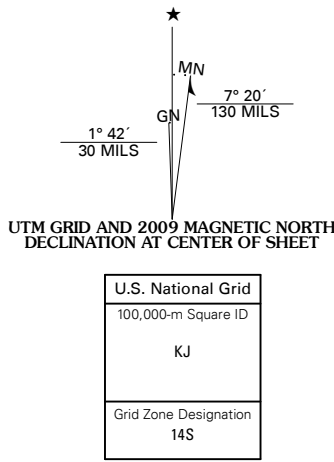 ★
MN
7° 20´
130 MILS
GN
1° 42´
30 MILS
UTM GRID AND 2009 MAGNETIC NORTH
DECLINATION AT CENTER OF SHEET
U.S. National Grid
100,000-m Square ID
KJ
Grid Zone Designation
14S